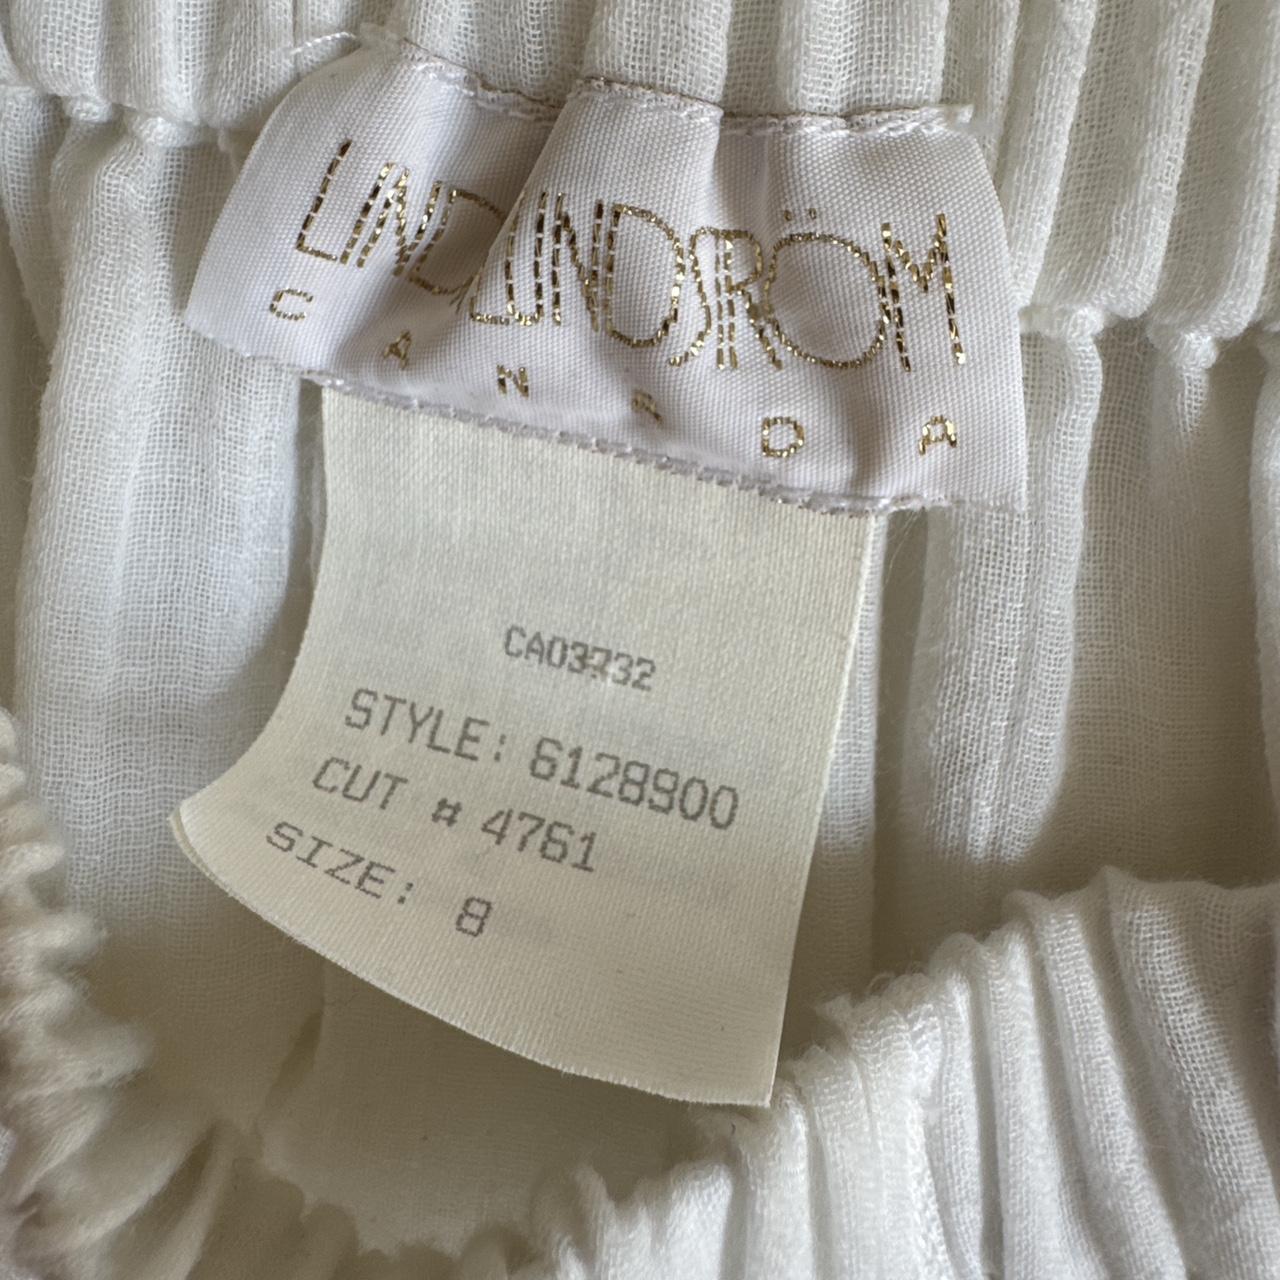 LINDA LUNDSTRÖM
CANADA
CA03732
STYLE: 6128900
CUT # 4761
SIZE: 8